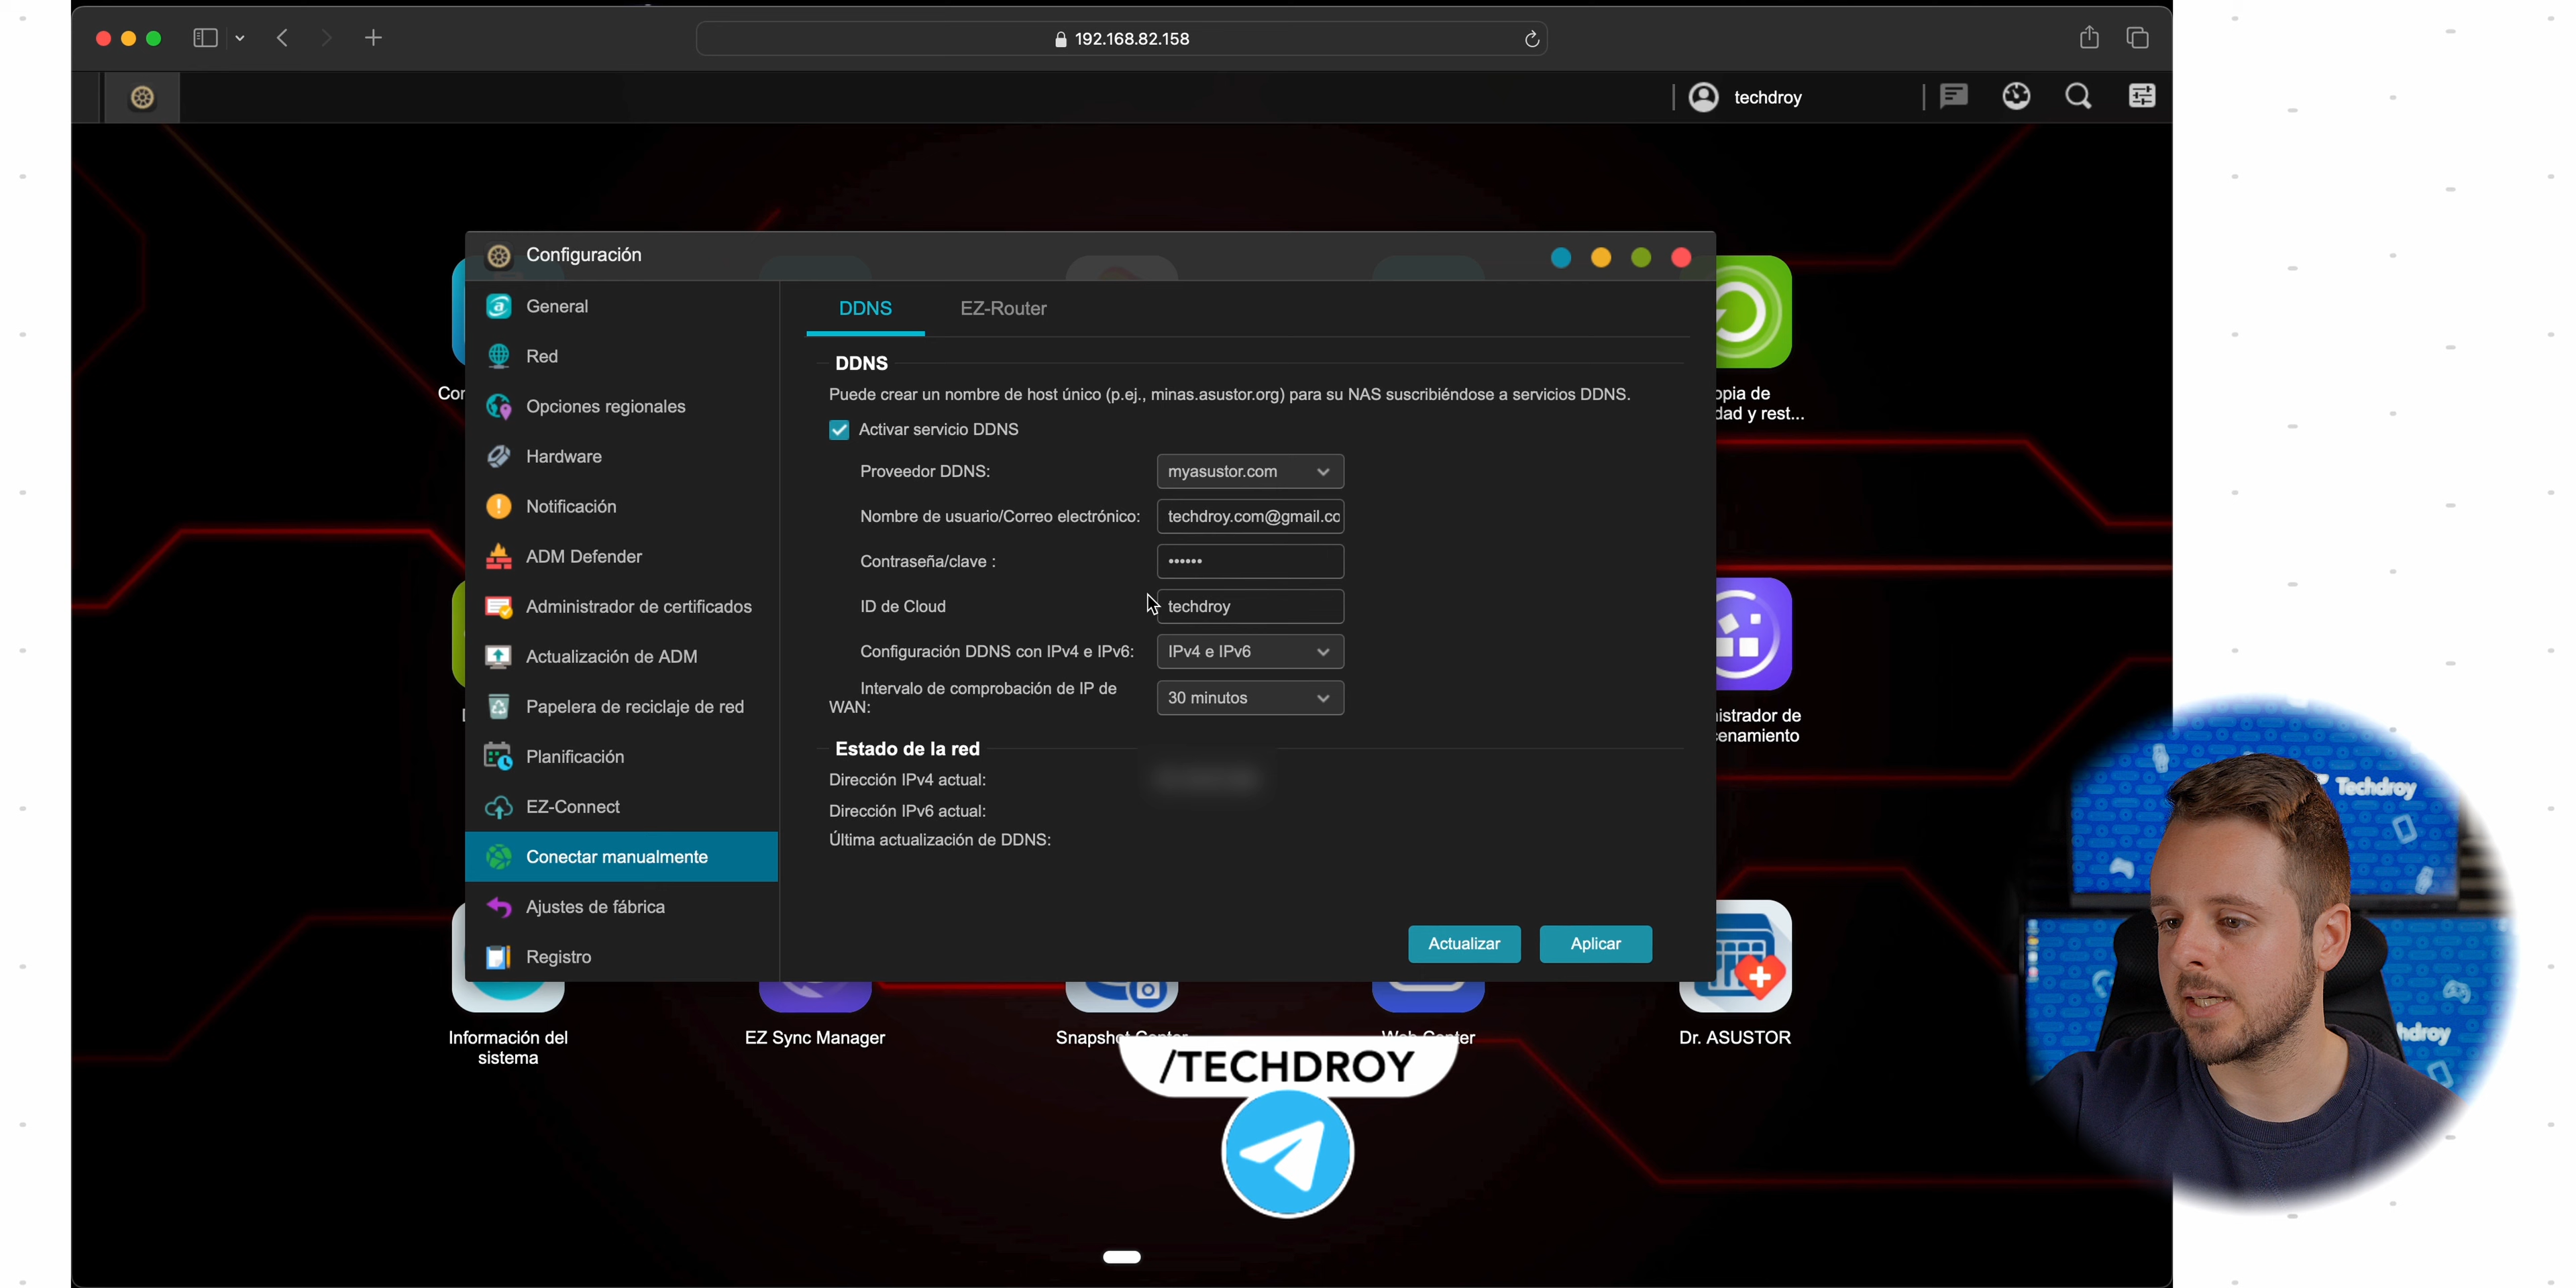 192.168.82.158
techdroy
Configuración
General
Red
Opciones regionales
Hardware
Notificación
ADM Defender
Administrador de certificados
Actualización de ADM
Papelera de reciclaje de red
Planificación
EZ-Connect
Conectar manualmente
Ajustes de fábrica
Registro
DDNS
EZ-Router
DDNS
Puede crear un nombre de host único (p.ej., minas.asustor.org) para su NAS suscribiéndose a servicios DDNS.
Activar servicio DDNS
Proveedor DDNS:
myasustor.com
Nombre de usuario/Correo electrónico:
techdroy.com@gmail.cc
Contraseña/clave :
••••••
ID de Cloud
techdroy
Configuración DDNS con IPv4 e IPv6:
IPv4 e IPv6
Intervalo de comprobación de IP de
WAN:
30 minutos
Estado de la red
Dirección IPv4 actual:
Dirección IPv6 actual:
Última actualización de DDNS:
Actualizar
Aplicar
Cor
opia de
dad y rest...
istrador de
cenamiento
Información del
sistema
EZ Sync Manager
Snapshot Center
Web Center
Dr. ASUSTOR
/TECHDROY
Techdroy
hdroy